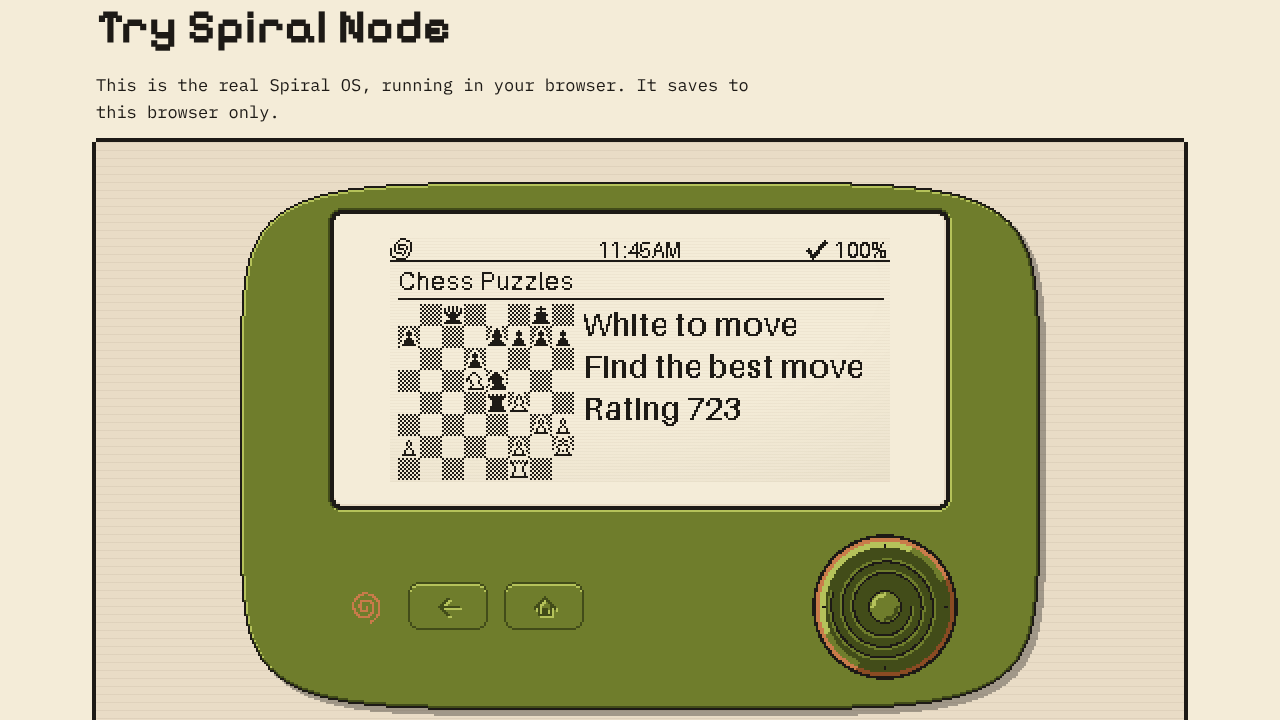 Try Spiral Node
This is the real Spiral OS, running in your browser. It saves to
this browser only.
11:45AM
100%
Chess Puzzles
White to move
Find the best move
Rating 723